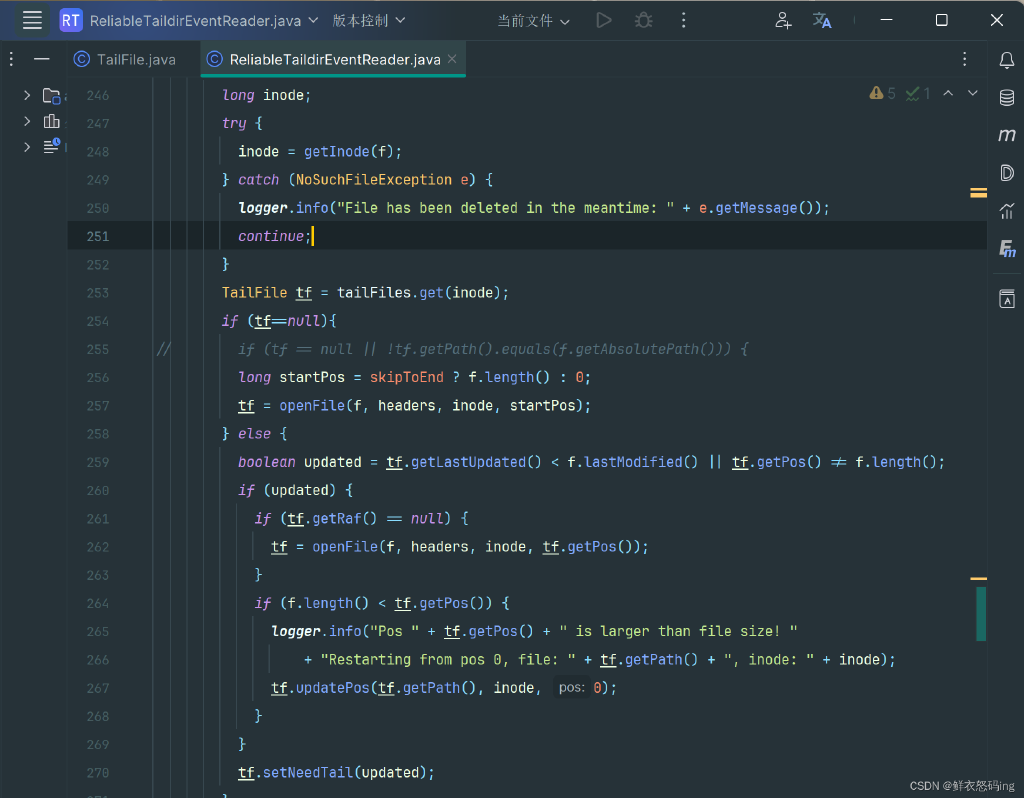 RT ReliableTaildirEventReader.java 版本控制 当前文件
TailFile.java ReliableTaildirEventReader.java
5 1
246 long inode;
247 try {
248 inode = getInode(f);
249 } catch (NoSuchFileException e) {
250 logger.info("File has been deleted in the meantime: " + e.getMessage());
251 continue;
252 }
253 TailFile tf = tailFiles.get(inode);
254 if (tf==null){
255 // if (tf == null || !tf.getPath().equals(f.getAbsolutePath())) {
256 long startPos = skipToEnd ? f.length() : 0;
257 tf = openFile(f, headers, inode, startPos);
258 } else {
259 boolean updated = tf.getLastUpdated() < f.lastModified() || tf.getPos() != f.length();
260 if (updated) {
261 if (tf.getRaf() == null) {
262 tf = openFile(f, headers, inode, tf.getPos());
263 }
264 if (f.length() < tf.getPos()) {
265 logger.info("Pos " + tf.getPos() + " is larger than file size! "
266 + "Restarting from pos 0, file: " + tf.getPath() + ", inode: " + inode);
267 tf.updatePos(tf.getPath(), inode, pos: 0);
268 }
269 }
270 tf.setNeedTail(updated);
CSDN @鲜衣怒码ing